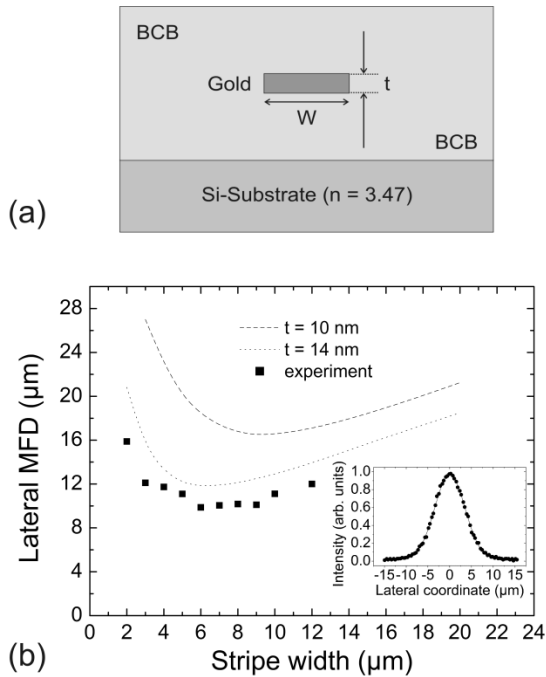 BCB
Gold
t
W
BCB
Si-Substrate (n = 3.47)
(a)
28
24
20
16
12
8
4
0
Lateral MFD (μm)
t = 10 nm
t = 14 nm
experiment
1.0
0.8
0.6
0.4
0.2
0.0
Intensity (arb. units)
-15 -10 -5 0 5 10 15
Lateral coordinate (μm)
0 2 4 6 8 10 12 14 16 18 20 22 24
Stripe width (μm)
(b)